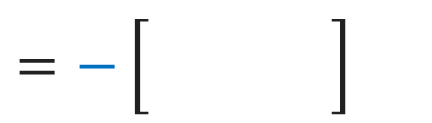 = − [ ]